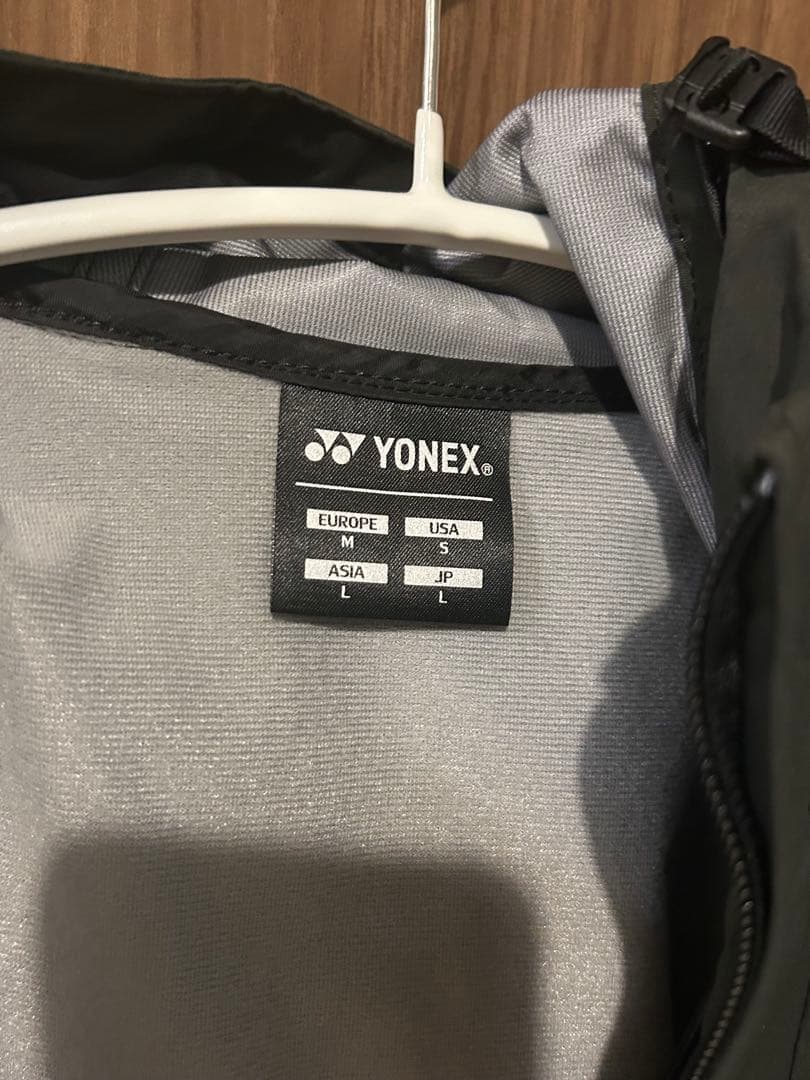 YONEX®
EUROPE USA
M S
ASIA JP
L L